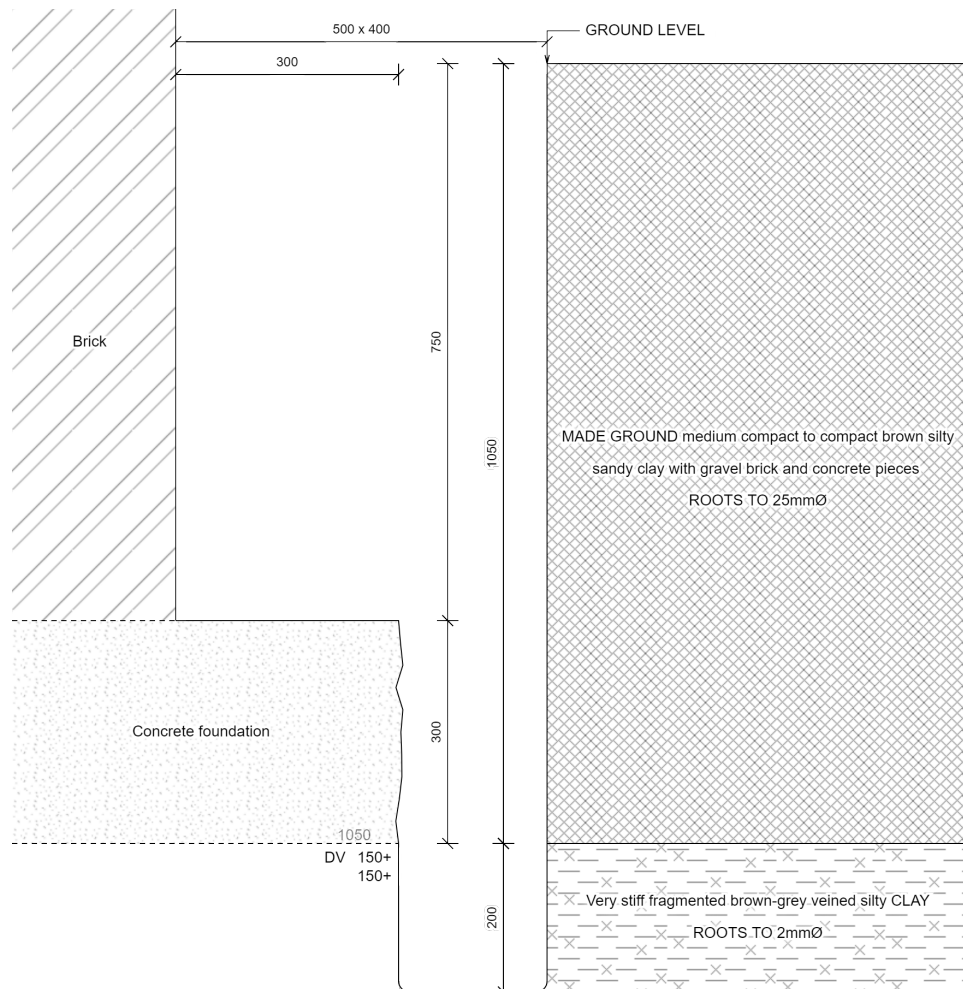 500 x 400
GROUND LEVEL
300
Brick
750
1050
MADE GROUND medium compact to compact brown silty
sandy clay with gravel brick and concrete pieces
ROOTS TO 25mmØ
Concrete foundation
300
1050
DV 150+
150+
200
Very stiff fragmented brown-grey veined silty CLAY
ROOTS TO 2mmØ